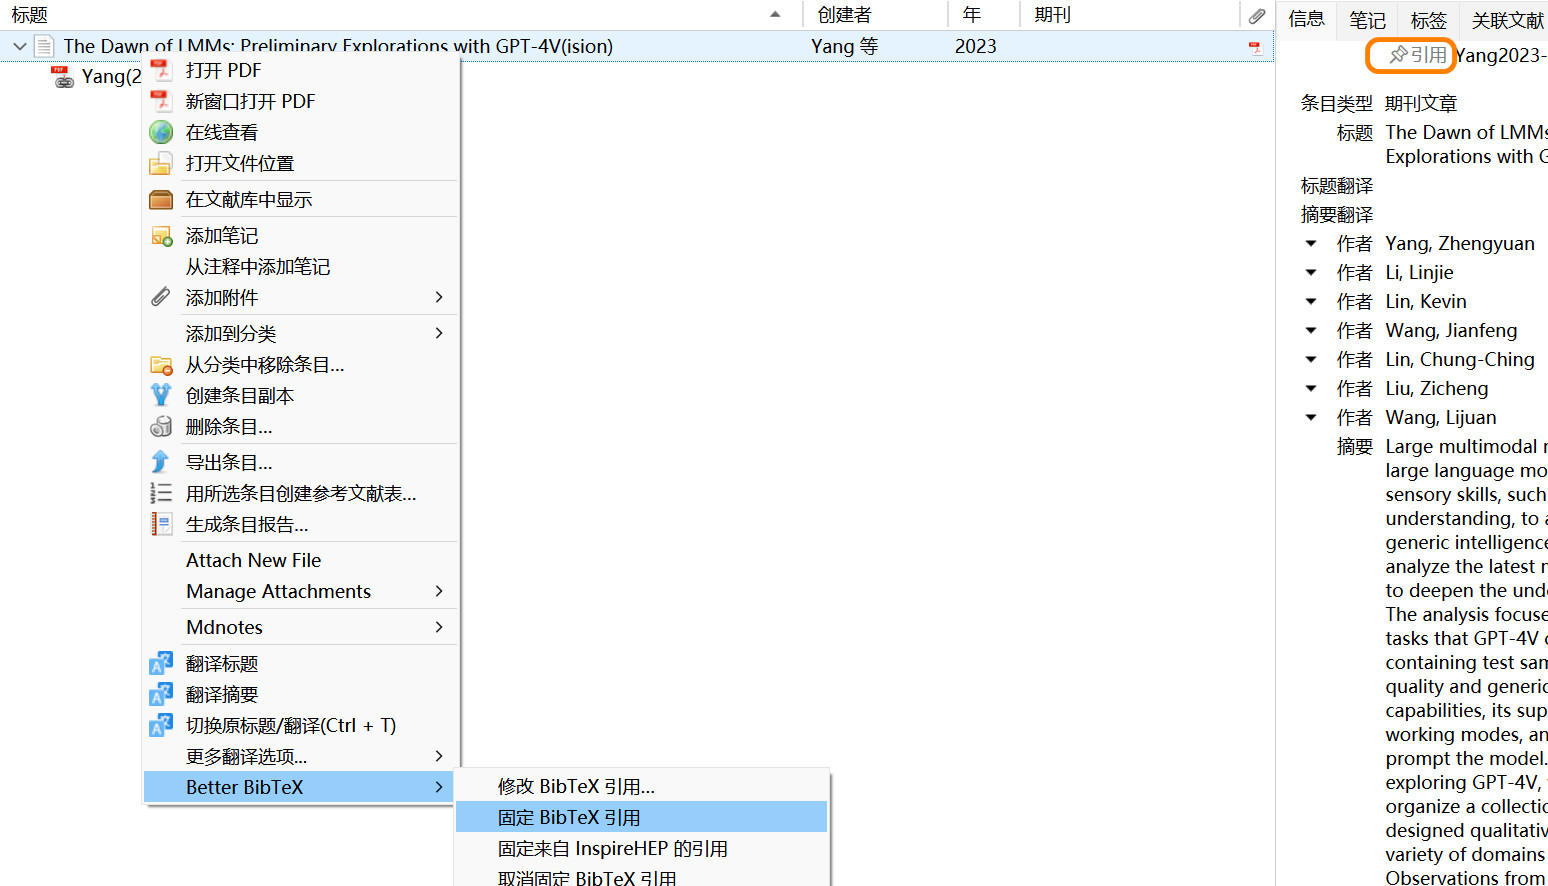 标题 创建者 年 期刊
The Dawn of LMMs: Preliminary Explorations with GPT-4V(ision) Yang 等 2023
Yang(2
打开 PDF
新窗口打开 PDF
在线查看
打开文件位置
在文献库中显示
添加笔记
从注释中添加笔记
添加附件
添加到分类
从分类中移除条目...
创建条目副本
删除条目...
导出条目...
用所选条目创建参考文献表...
生成条目报告...
Attach New File
Manage Attachments
Mdnotes
翻译标题
翻译摘要
切换原标题/翻译(Ctrl + T)
更多翻译选项...
Better BibTeX
修改 BibTeX 引用...
固定 BibTeX 引用
固定来自 InspireHEP 的引用
取消固定 BibTeX 引用
信息 笔记 标签 关联文献
引用 Yang2023-
条目类型 期刊文章
标题 The Dawn of LMMs
Explorations with G
标题翻译
摘要翻译
作者 Yang, Zhengyuan
作者 Li, Linjie
作者 Lin, Kevin
作者 Wang, Jianfeng
作者 Lin, Chung-Ching
作者 Liu, Zicheng
作者 Wang, Lijuan
摘要 Large multimodal
large language mo
sensory skills, such
understanding, to a
generic intelligence
analyze the latest
to deepen the und
The analysis focuse
tasks that GPT-4V
containing test sam
quality and generic
capabilities, its sup
working modes, an
prompt the model.
exploring GPT-4V,
organize a collectio
designed qualitativ
variety of domains
Observations from